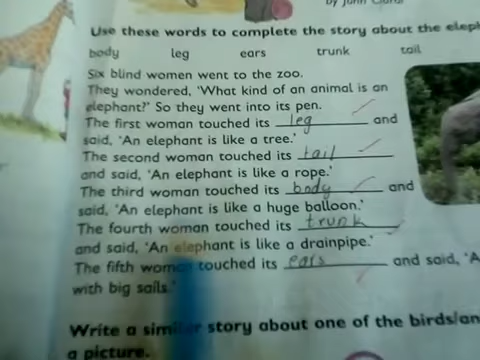 by John Ciardi
Use these words to complete the story about the
body leg ears trunk tail
Six blind women went to the zoo.
They wondered, 'What kind of an animal is an
elephant?' So they went into its pen.
The first woman touched its leg and
said, 'An elephant is like a tree.'
The second woman touched its tail
and said, 'An elephant is like a rope.'
The third woman touched its body and
said, 'An elephant is like a huge balloon.'
The fourth woman touched its trunk
and said, 'An elephant is like a drainpipe.'
The fifth woman touched its ears and said, 'A
with big sails.'
Write a similar story about one of the birds/an
a picture.